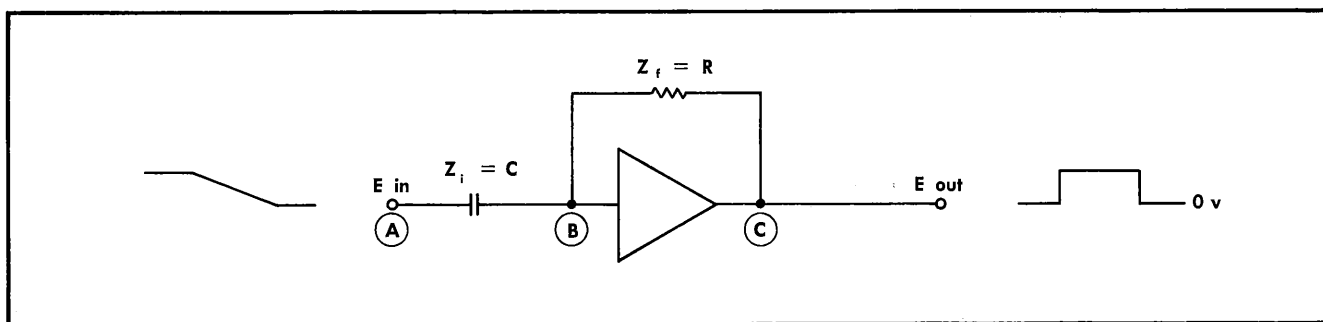 Z f = R
Z i = C
E in
E out
0 v
A
B
C